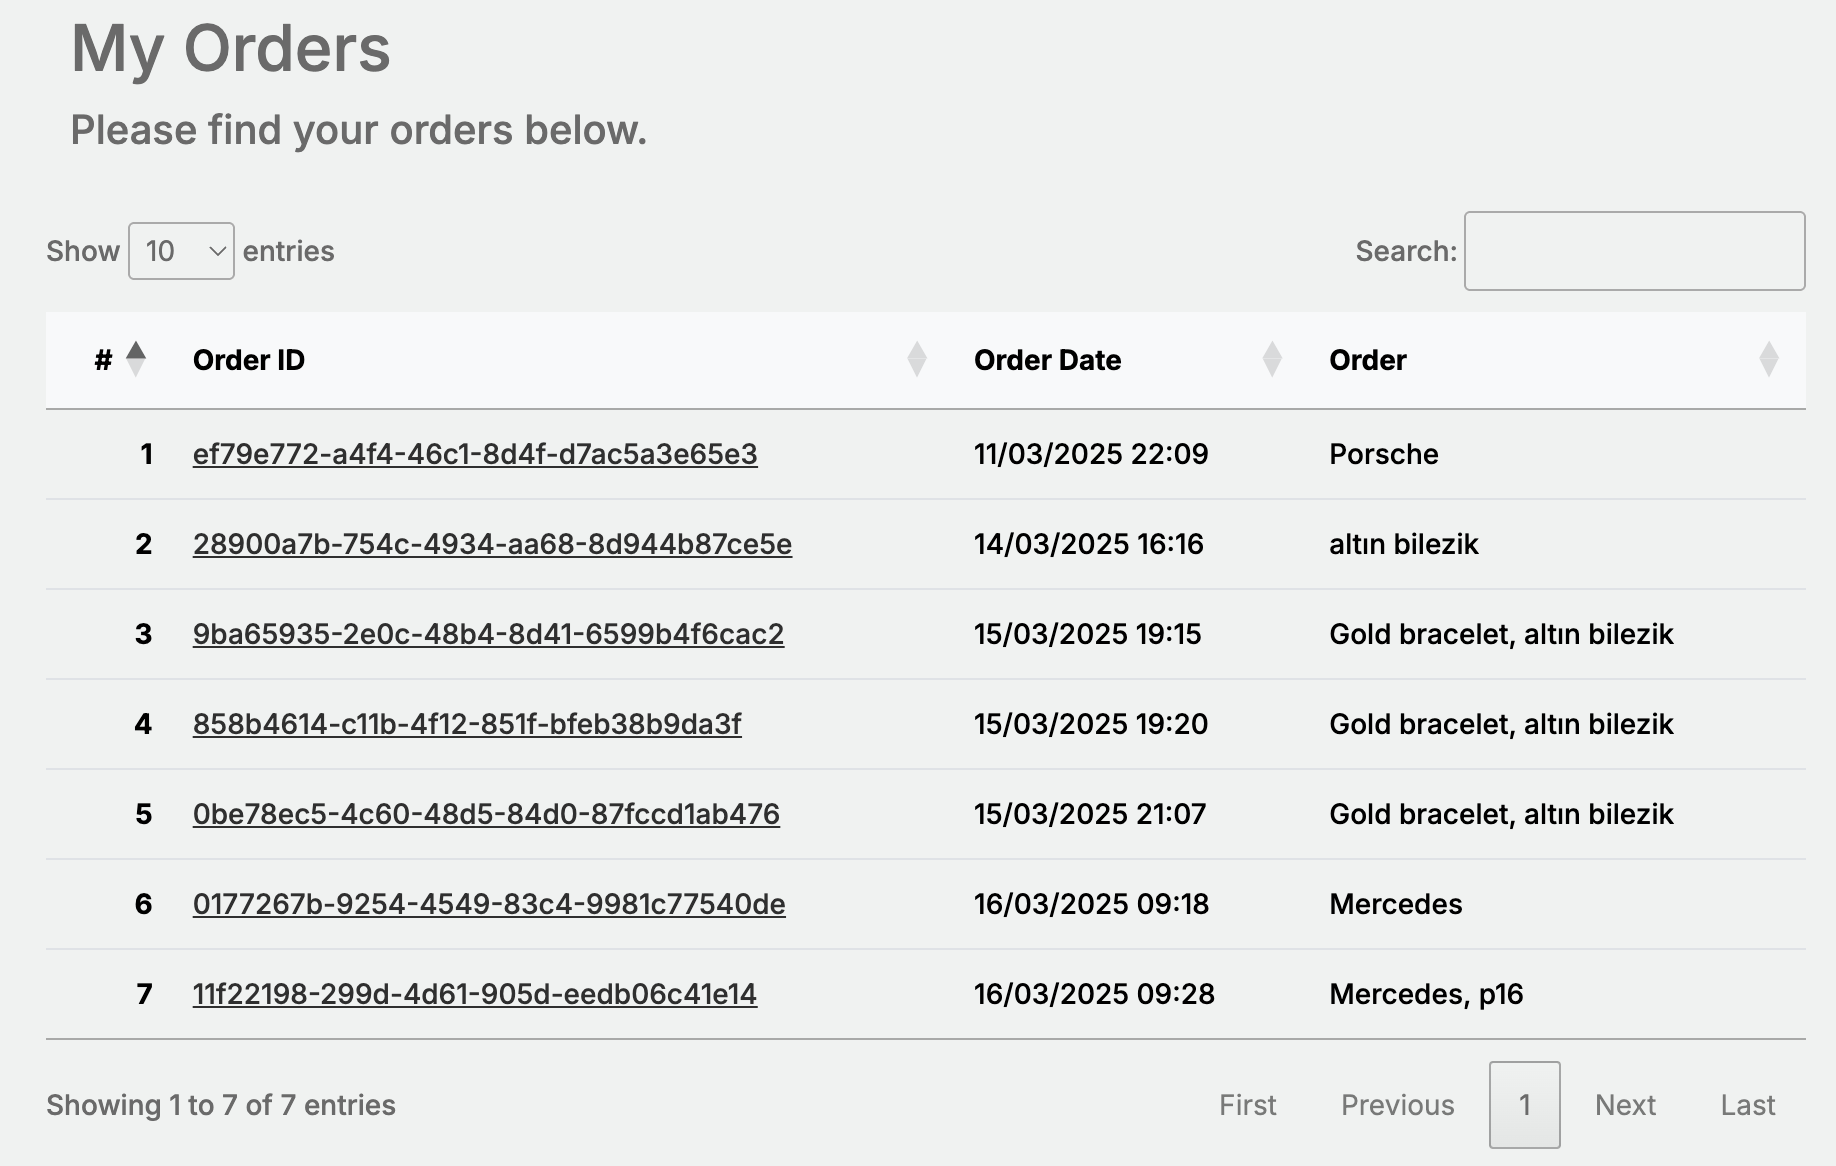 My Orders
Please find your orders below.
Show 10 entries
Search:
# Order ID Order Date Order
1 ef79e772-a4f4-46c1-8d4f-d7ac5a3e65e3 11/03/2025 22:09 Porsche
2 28900a7b-754c-4934-aa68-8d944b87ce5e 14/03/2025 16:16 altın bilezik
3 9ba65935-2e0c-48b4-8d41-6599b4f6cac2 15/03/2025 19:15 Gold bracelet, altın bilezik
4 858b4614-c11b-4f12-851f-bfeb38b9da3f 15/03/2025 19:20 Gold bracelet, altın bilezik
5 0be78ec5-4c60-48d5-84d0-87fccd1ab476 15/03/2025 21:07 Gold bracelet, altın bilezik
6 0177267b-9254-4549-83c4-9981c77540de 16/03/2025 09:18 Mercedes
7 11f22198-299d-4d61-905d-eedb06c41e14 16/03/2025 09:28 Mercedes, p16
Showing 1 to 7 of 7 entries
First Previous 1 Next Last